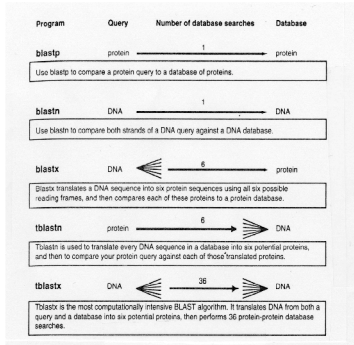 Program Query Number of database searches Database
blastp protein 1 protein
Use blastp to compare a protein query to a database of proteins.
blastn DNA 1 DNA
Use blastn to compare both strands of a DNA query against a DNA database.
blastx DNA 6 protein
Blastx translates a DNA sequence into six protein sequences using all six possible
reading frames, and then compares each of these proteins to a protein database.
tblastn protein 6 DNA
Tblastn is used to translate every DNA sequence in a database into six potential proteins,
and then to compare your protein query against each of those translated proteins.
tblastx DNA 36 DNA
Tblastx is the most computationally intensive BLAST algorithm. It translates DNA from both a
query and a database into six potential proteins, then performs 36 protein-protein database
searches.